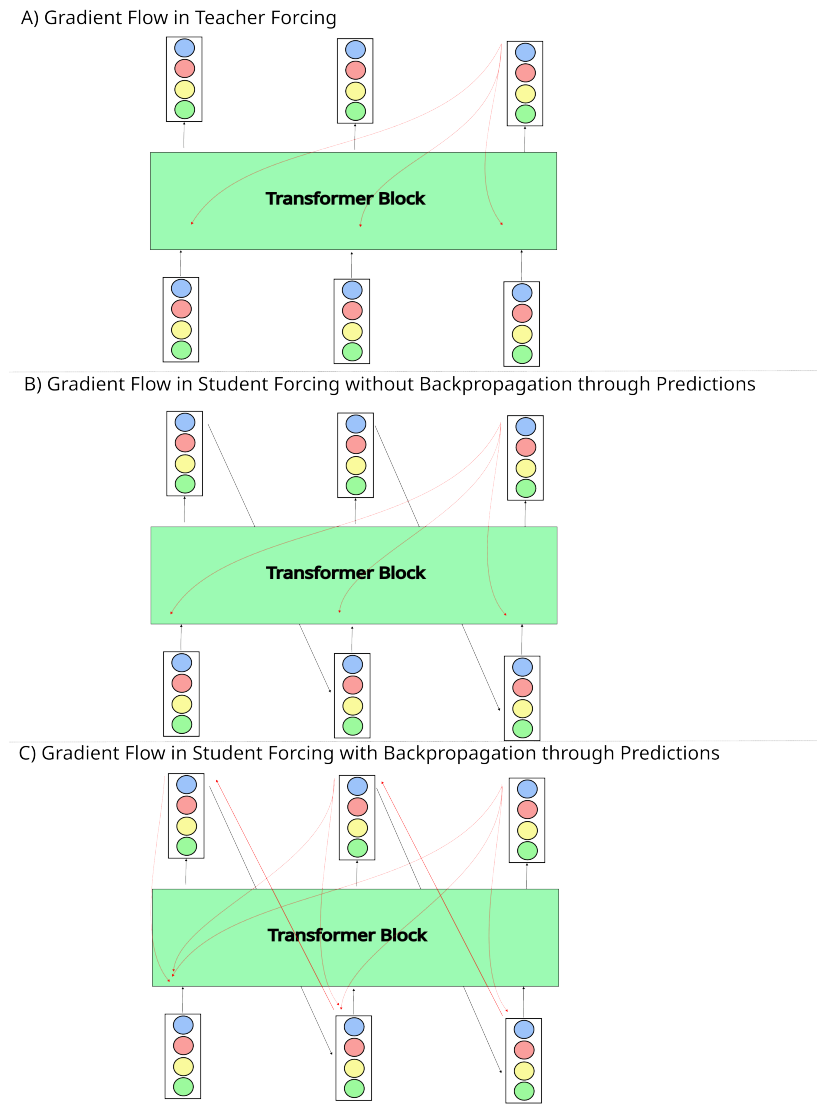 A) Gradient Flow in Teacher Forcing
Transformer Block
B) Gradient Flow in Student Forcing without Backpropagation through Predictions
Transformer Block
C) Gradient Flow in Student Forcing with Backpropagation through Predictions
Transformer Block